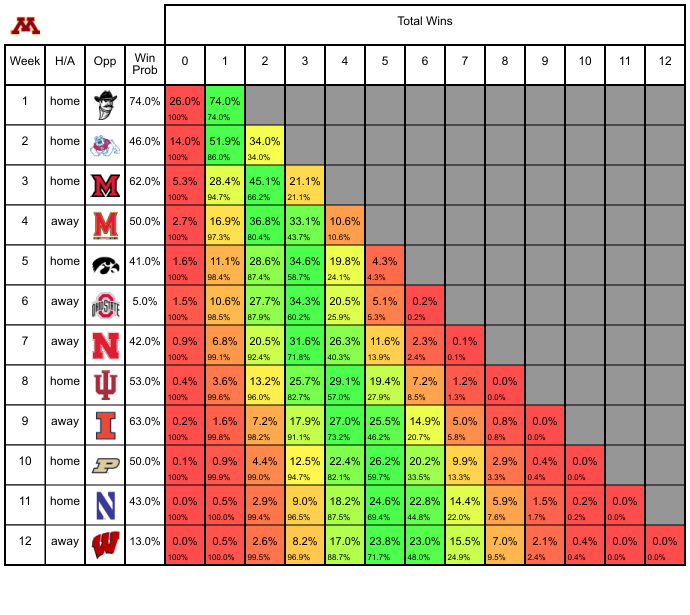 M
Total Wins
Week H/A Opp Win Prob 0 1 2 3 4 5 6 7 8 9 10 11 12
1 home 74.0% 26.0% 74.0%
100% 74.0%
2 home 46.0% 14.0% 51.9% 34.0%
100% 86.0% 34.0%
3 home M 62.0% 5.3% 28.4% 45.1% 21.1%
100% 94.7% 66.2% 21.1%
4 away M 50.0% 2.7% 16.9% 36.8% 33.1% 10.6%
100% 97.3% 80.4% 43.7% 10.6%
5 home 41.0% 1.6% 11.1% 28.6% 34.6% 19.8% 4.3%
100% 98.4% 87.4% 58.7% 24.1% 4.3%
6 away OHIO STATE 5.0% 1.5% 10.6% 27.7% 34.3% 20.5% 5.1% 0.2%
100% 98.5% 87.9% 60.2% 25.9% 5.3% 0.2%
7 away N 42.0% 0.9% 6.8% 20.5% 31.6% 26.3% 11.6% 2.3% 0.1%
100% 99.1% 92.4% 71.8% 40.3% 13.9% 2.4% 0.1%
8 home IU 53.0% 0.4% 3.6% 13.2% 25.7% 29.1% 19.4% 7.2% 1.2% 0.0%
100% 99.6% 96.0% 82.7% 57.0% 27.9% 8.5% 1.3% 0.0%
9 away I 63.0% 0.2% 1.6% 7.2% 17.9% 27.0% 25.5% 14.9% 5.0% 0.8% 0.0%
100% 99.8% 98.2% 91.1% 73.2% 46.2% 20.7% 5.8% 0.8% 0.0%
10 home P 50.0% 0.1% 0.9% 4.4% 12.5% 22.4% 26.2% 20.2% 9.9% 2.9% 0.4% 0.0%
100% 99.9% 99.0% 94.7% 82.1% 59.7% 33.5% 13.3% 3.3% 0.4% 0.0%
11 home N 43.0% 0.0% 0.5% 2.9% 9.0% 18.2% 24.6% 22.8% 14.4% 5.9% 1.5% 0.2% 0.0%
100% 100.0% 99.4% 96.5% 87.5% 69.4% 44.8% 22.0% 7.6% 1.7% 0.2% 0.0%
12 away W 13.0% 0.0% 0.5% 2.6% 8.2% 17.0% 23.8% 23.0% 15.5% 7.0% 2.1% 0.4% 0.0% 0.0%
100% 100.0% 99.5% 96.9% 88.7% 71.7% 48.0% 24.9% 9.5% 2.4% 0.4% 0.0% 0.0%